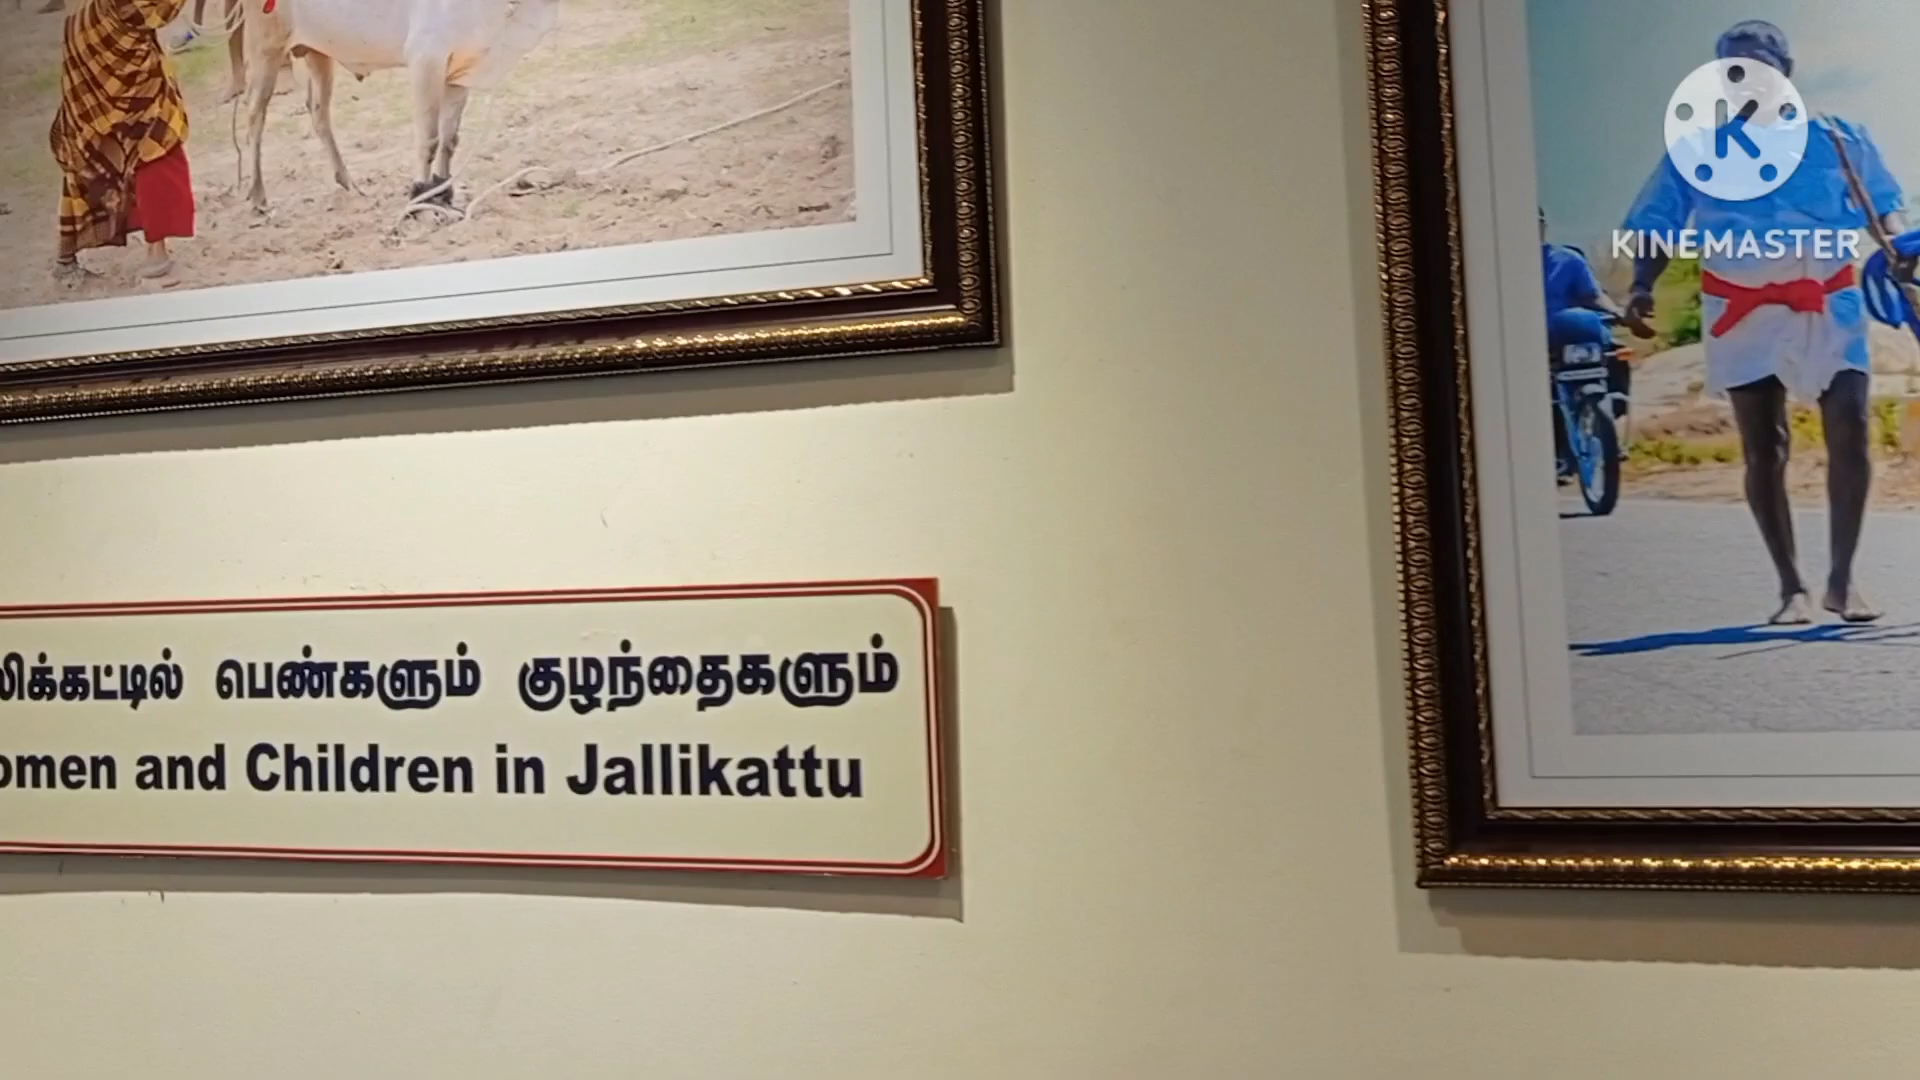 லிக்கட்டில் பெண்களும் குழந்தைகளும்
omen and Children in Jallikattu
KINEMASTER